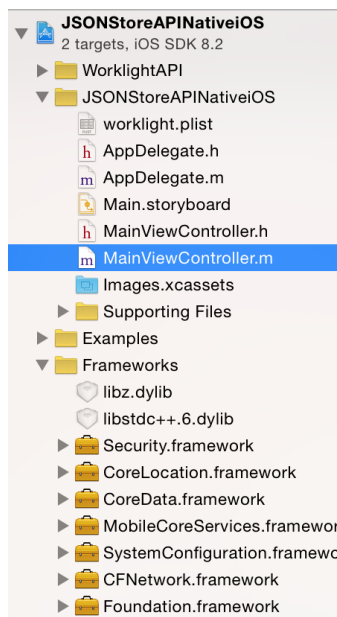 JSONStoreAPINativeiOS
2 targets, iOS SDK 8.2
WorklightAPI
JSONStoreAPINativeiOS
worklight.plist
h AppDelegate.h
m AppDelegate.m
Main.storyboard
h MainViewController.h
m MainViewController.m
Images.xcassets
Supporting Files
Examples
Frameworks
libz.dylib
libstdc++.6.dylib
Security.framework
CoreLocation.framework
CoreData.framework
MobileCoreServices.framewor
SystemConfiguration.framewo
CFNetwork.framework
Foundation.framework